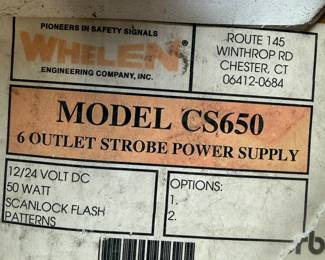 PIONEERS IN SAFETY SIGNALS
WHELEN®
ENGINEERING COMPANY, INC.
ROUTE 145
WINTHROP RD
CHESTER, CT
06412-0684
MODEL CS650
6 OUTLET STROBE POWER SUPPLY
12/24 VOLT DC
50 WATT
SCANLOCK FLASH
PATTERNS
OPTIONS:
1.
2.